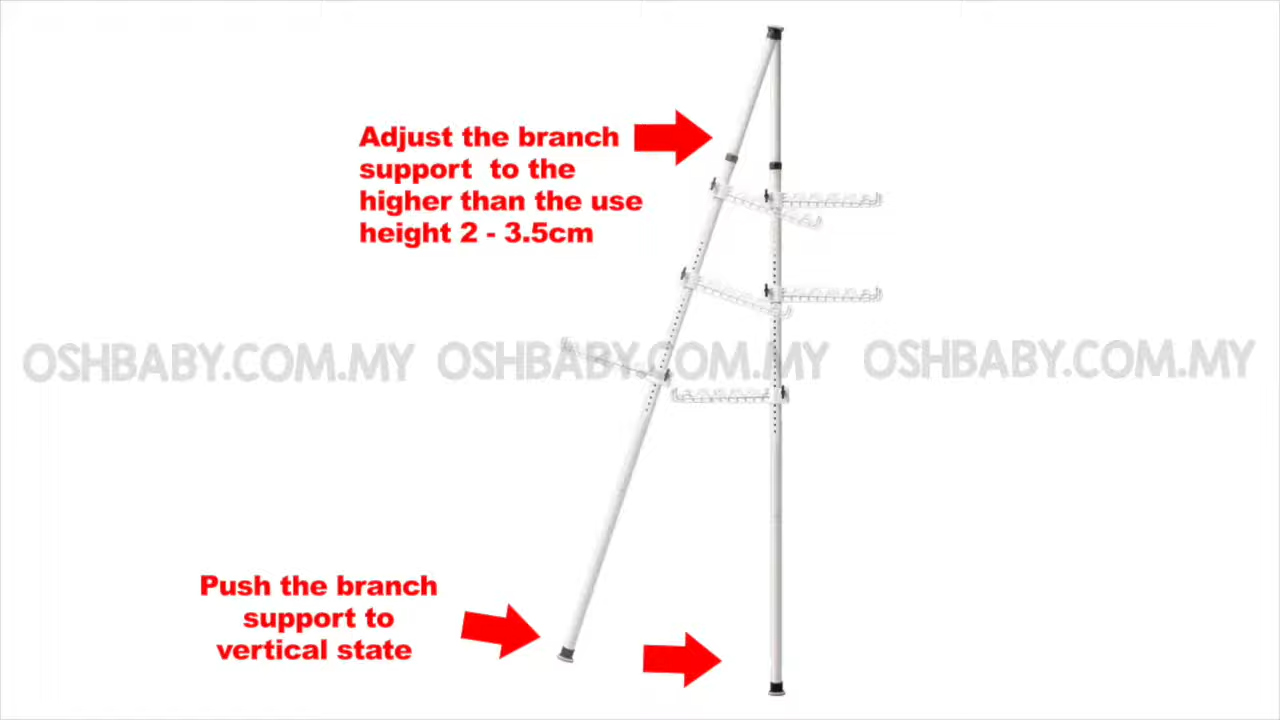 Adjust the branch
support to the
higher than the use
height 2 - 3.5cm
OSHBABY.COM.MY OSHBABY.COM.MY OSHBABY.COM.MY
Push the branch
support to
vertical state